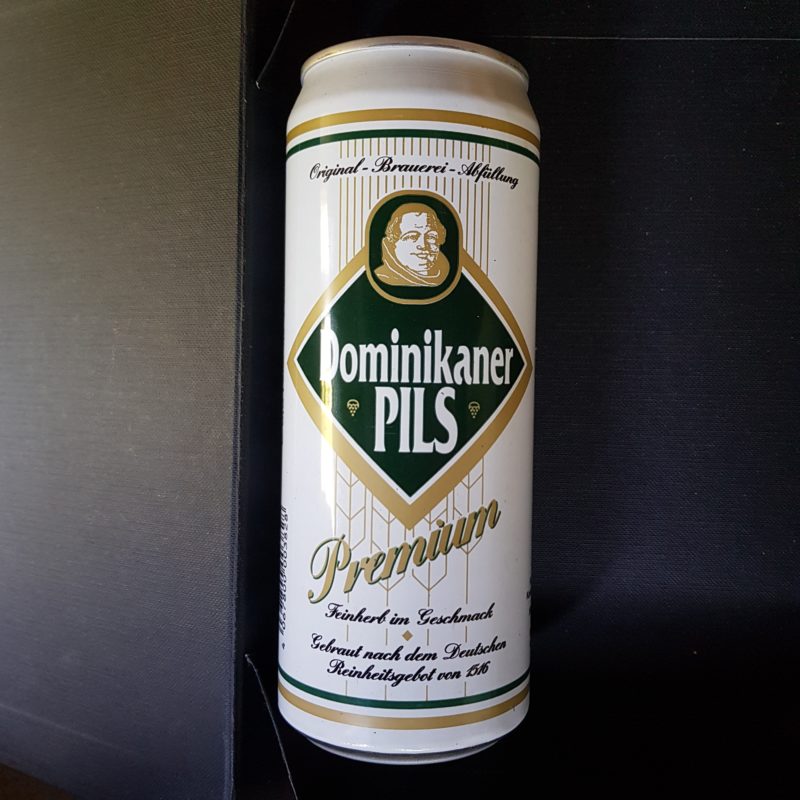 Original - Brauerei - Abfüllung
Dominikaner
PILS
Premium
Feinherb im Geschmack
Gebraut nach dem Deutschen
Reinheitsgebot von 1516